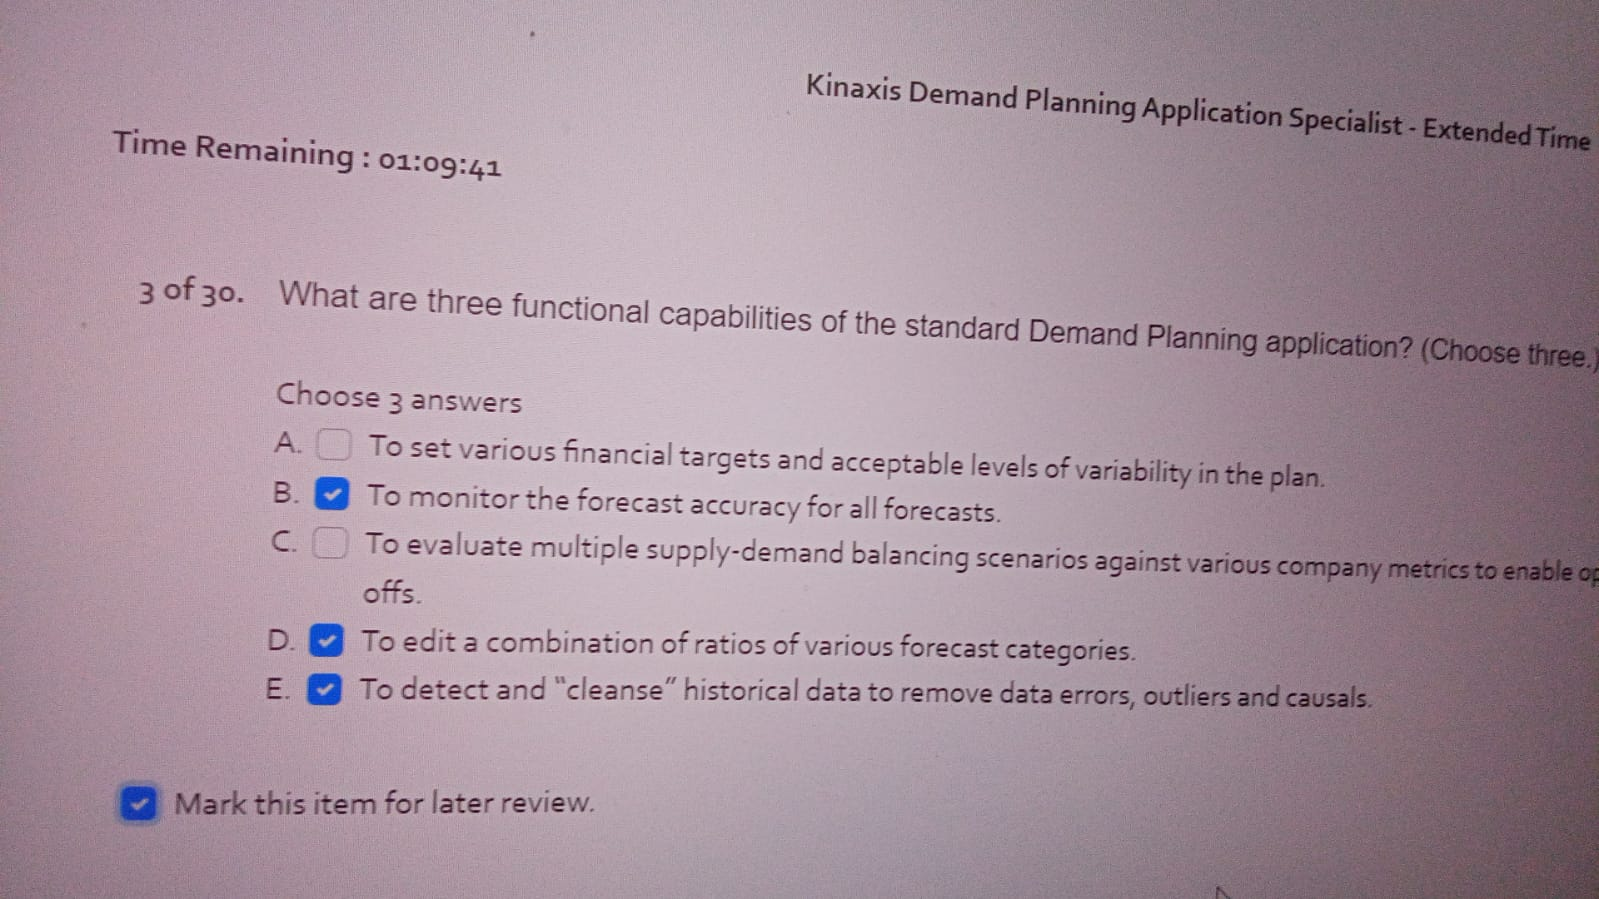 Kinaxis Demand Planning Application Specialist - Extended Time
Time Remaining : 01:09:41
3 of 30. What are three functional capabilities of the standard Demand Planning application? (Choose three.)
Choose 3 answers
A. To set various financial targets and acceptable levels of variability in the plan.
B. To monitor the forecast accuracy for all forecasts.
C. To evaluate multiple supply-demand balancing scenarios against various company metrics to enable
offs.
D. To edit a combination of ratios of various forecast categories.
E. To detect and "cleanse" historical data to remove data errors, outliers and causals.
Mark this item for later review.